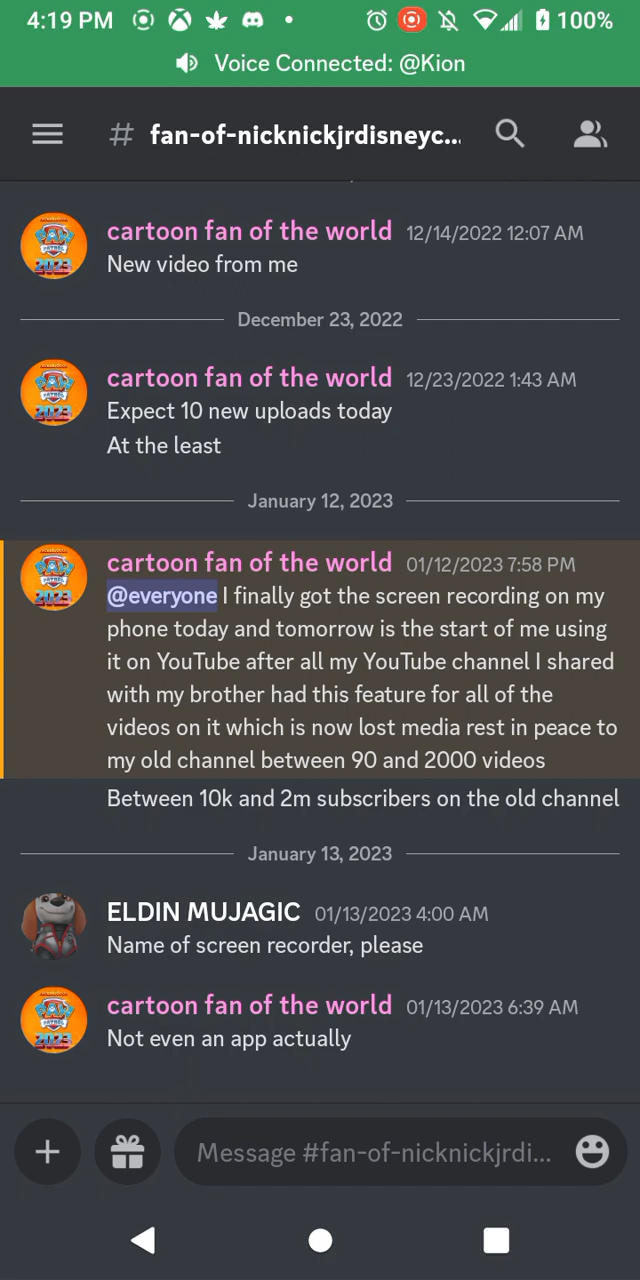 4:19 PM 100%
Voice Connected: @Kion
# fan-of-nicknickjrdisneyc...
cartoon fan of the world 12/14/2022 12:07 AM
New video from me
December 23, 2022
cartoon fan of the world 12/23/2022 1:43 AM
Expect 10 new uploads today
At the least
January 12, 2023
cartoon fan of the world 01/12/2023 7:58 PM
@everyone I finally got the screen recording on my
phone today and tomorrow is the start of me using
it on YouTube after all my YouTube channel I shared
with my brother had this feature for all of the
videos on it which is now lost media rest in peace to
my old channel between 90 and 2000 videos
Between 10k and 2m subscribers on the old channel
January 13, 2023
ELDIN MUJAGIC 01/13/2023 4:00 AM
Name of screen recorder, please
cartoon fan of the world 01/13/2023 6:39 AM
Not even an app actually
Message #fan-of-nicknickjrdi...